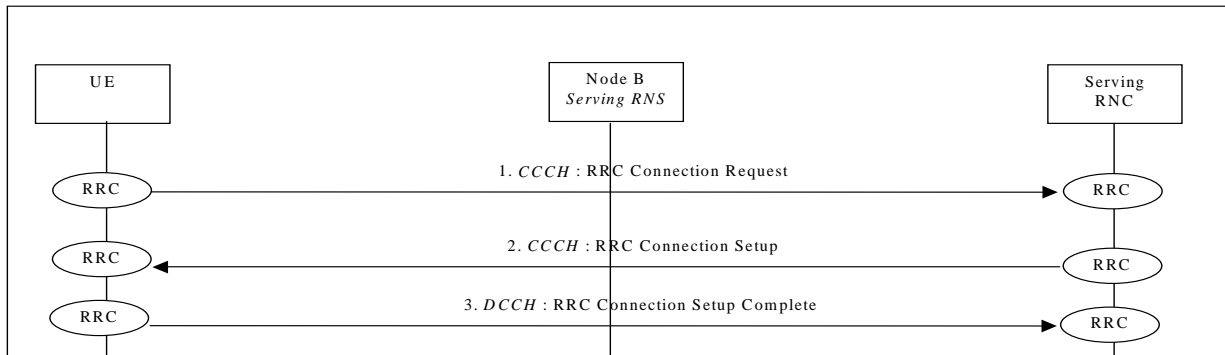 UE
Node B
Serving RNS
Serving
RNC
1. CCCH : RRC Connection Request
RRC
RRC
2. CCCH : RRC Connection Setup
RRC
RRC
3. DCCH : RRC Connection Setup Complete
RRC
RRC